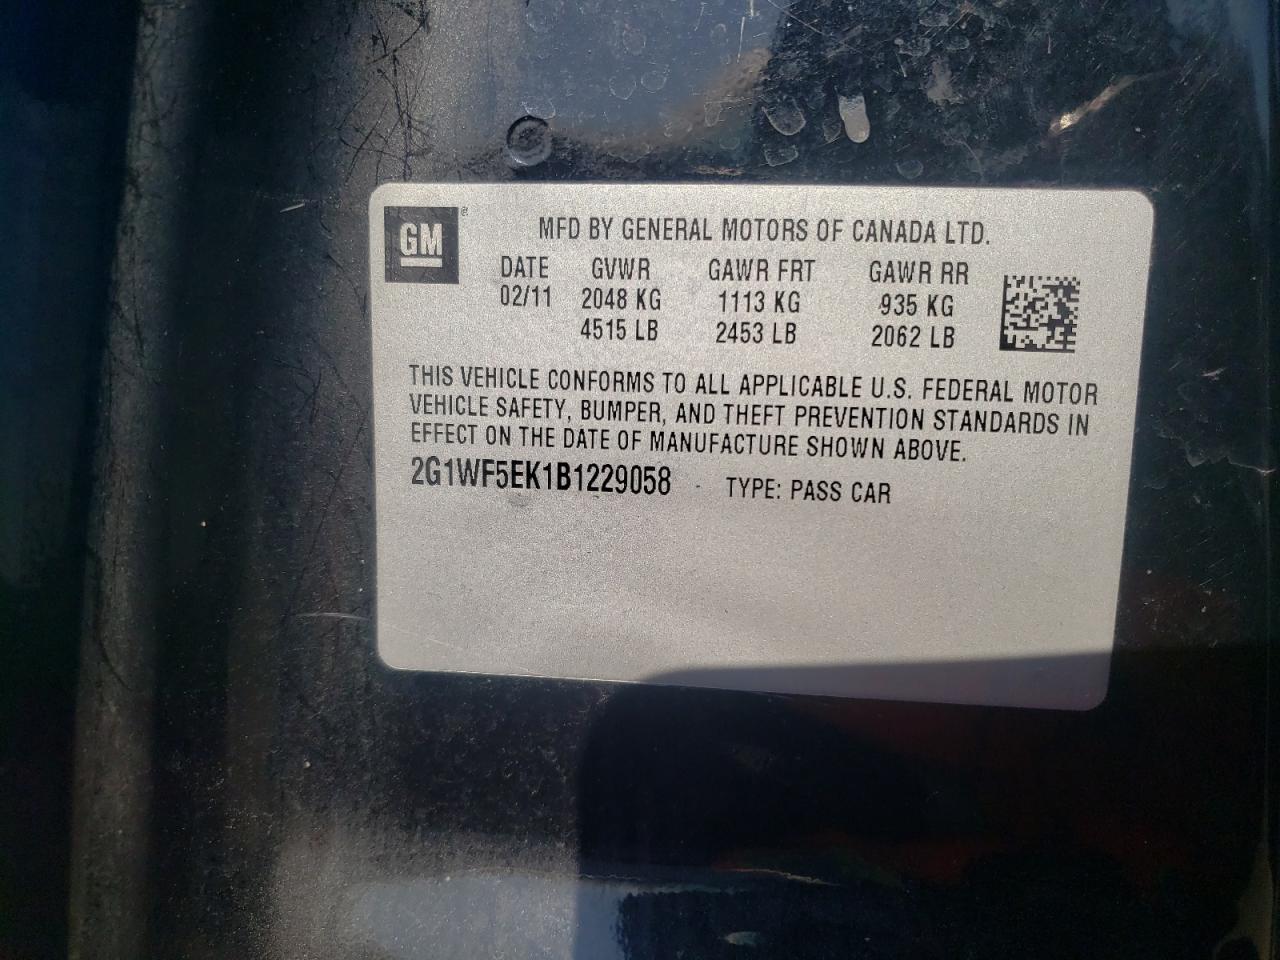 GM®
MFD BY GENERAL MOTORS OF CANADA LTD.
DATE GVWR GAWR FRT GAWR RR
02/11 2048 KG 1113 KG 935 KG
4515 LB 2453 LB 2062 LB
THIS VEHICLE CONFORMS TO ALL APPLICABLE U.S. FEDERAL MOTOR
VEHICLE SAFETY, BUMPER, AND THEFT PREVENTION STANDARDS IN
EFFECT ON THE DATE OF MANUFACTURE SHOWN ABOVE.
2G1WF5EK1B1229058 TYPE: PASS CAR